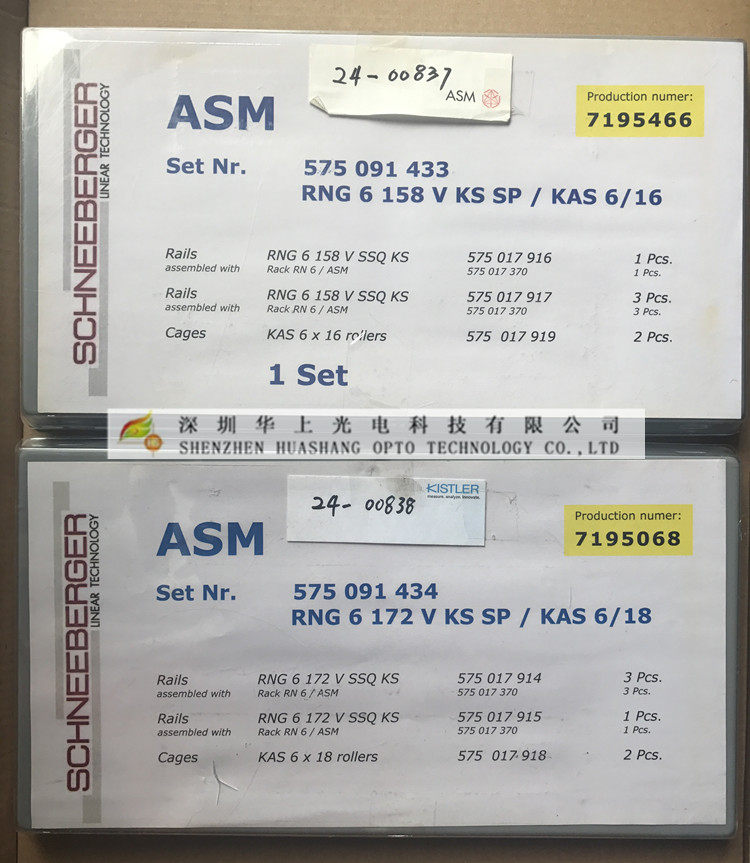 24-00837
ASM
SCHNEEBERGER
LINEAR TECHNOLOGY
ASM
Production numer:
7195466
Set Nr. 575 091 433
RNG 6 158 V KS SP / KAS 6/16
Rails RNG 6 158 V SSQ KS 575 017 916 1 Pcs.
assembled with Rack RN 6 / ASM 575 017 370 1 Pcs.
Rails RNG 6 158 V SSQ KS 575 017 917 3 Pcs.
assembled with Rack RN 6 / ASM 575 017 370 3 Pcs.
Cages KAS 6 x 16 rollers 575 017 919 2 Pcs.
1 Set
深圳华上光电科技有限公司
SHENZHEN HUASHANG OPTO TECHNOLOGY CO.,LTD
HS
KISTLER
measure. analyze. innovate.
24-00838
SCHNEEBERGER
LINEAR TECHNOLOGY
ASM
Production numer:
7195068
Set Nr. 575 091 434
RNG 6 172 V KS SP / KAS 6/18
Rails RNG 6 172 V SSQ KS 575 017 914 3 Pcs.
assembled with Rack RN 6 / ASM 575 017 370 3 Pcs.
Rails RNG 6 172 V SSQ KS 575 017 915 1 Pcs.
assembled with Rack RN 6 / ASM 575 017 370 1 Pcs.
Cages KAS 6 x 18 rollers 575 017 918 2 Pcs.